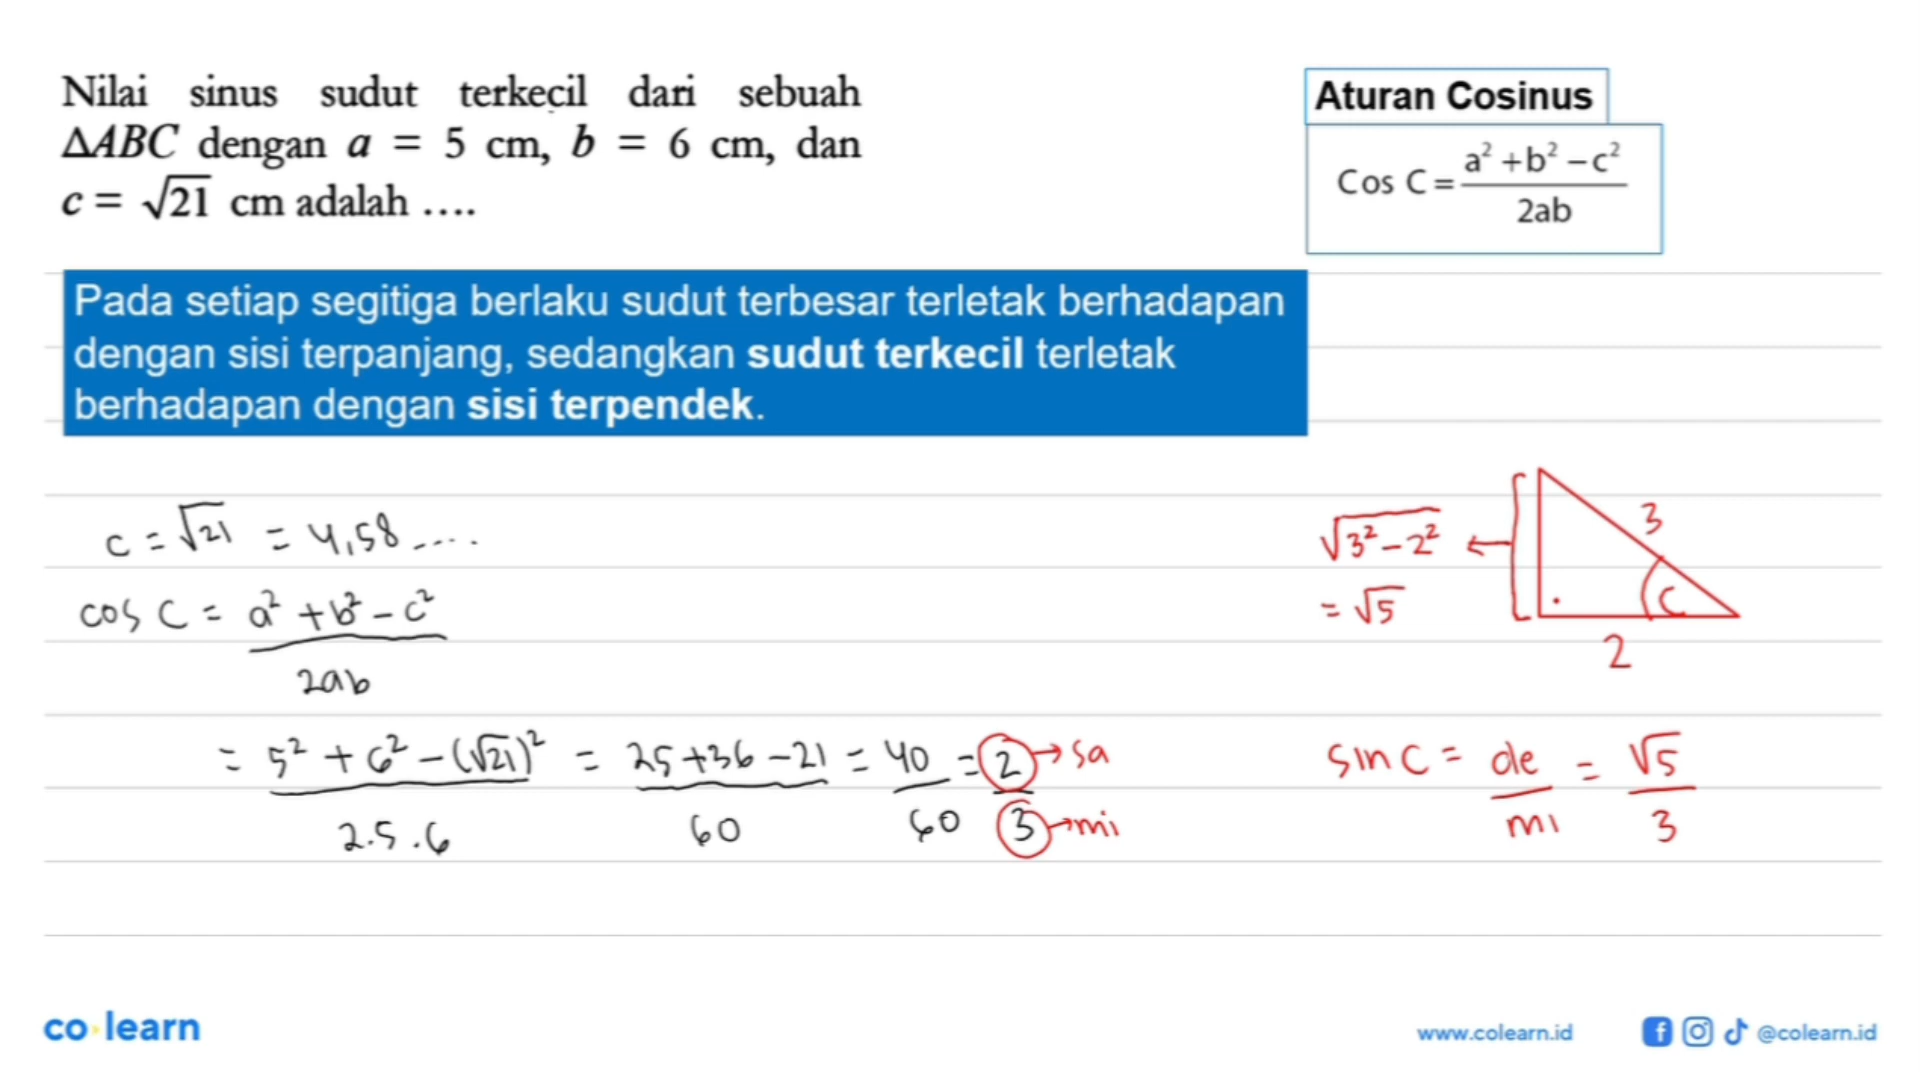 Nilai sinus sudut terkecil dari sebuah
ΔABC dengan a = 5 cm, b = 6 cm, dan
c = √21 cm adalah ....
Aturan Cosinus
Cos C = (a² + b² − c²)/(2ab)
Pada setiap segitiga berlaku sudut terbesar terletak berhadapan
dengan sisi terpanjang, sedangkan sudut terkecil terletak
berhadapan dengan sisi terpendek.
c = √21 = 4,58....
cos C = (a² + b² − c²)/(2ab)
= (5² + 6² − (√21)²)/(2.5.6) = (25+36−21)/60 = 40/60 = 2/3
→ sa
→ mi
√(3²−2²) ←
= √5
3
C
2
sin C = de/mi = √5/3
co learn
www.colearn.id
@colearn.id